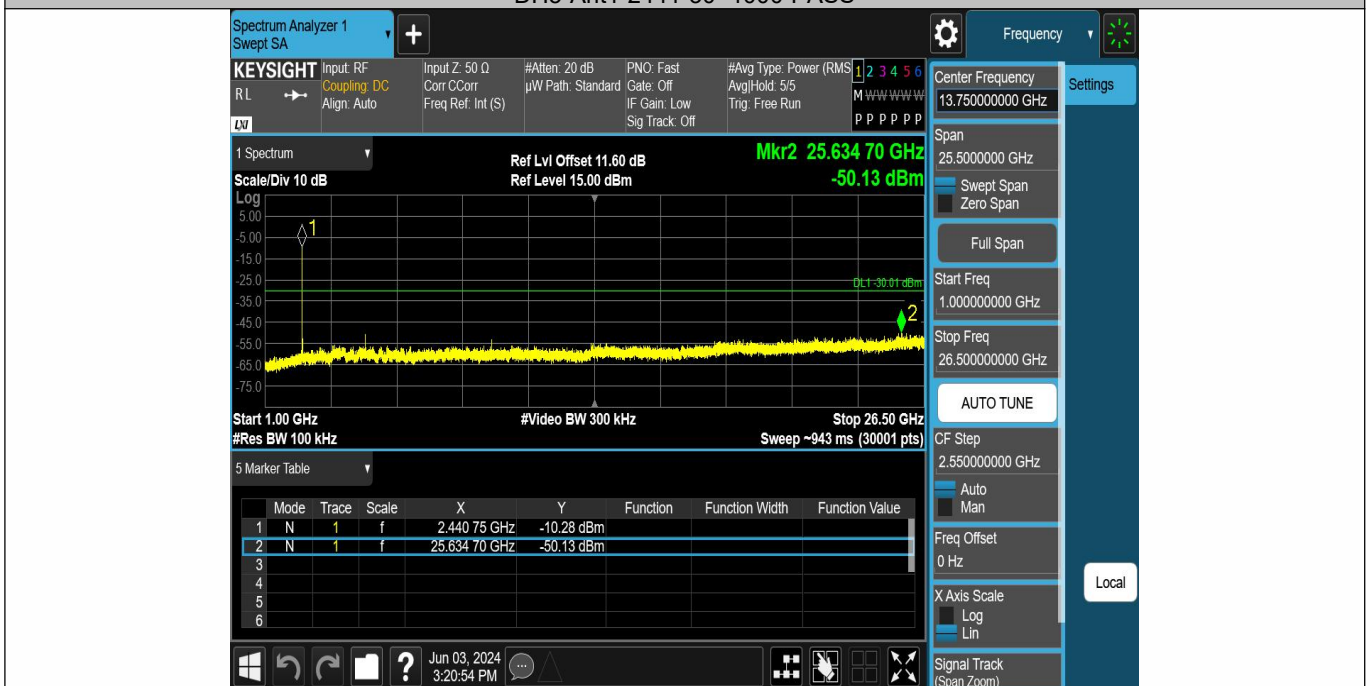 Spectrum Analyzer 1
Swept SA
+
Frequency
KEYSIGHT
RL
LXI
Input: RF
Coupling: DC
Align: Auto
Input Z: 50 Ω
Corr CCorr
Freq Ref: Int (S)
#Atten: 20 dB
µW Path: Standard
PNO: Fast
Gate: Off
IF Gain: Low
Sig Track: Off
#Avg Type: Power (RMS
Avg|Hold: 5/5
Trig: Free Run
1 2 3 4 5 6
M W W W W W
P P P P P P
1 Spectrum
Scale/Div 10 dB
Ref Lvl Offset 11.60 dB
Ref Level 15.00 dBm
Mkr2 25.634 70 GHz
-50.13 dBm
Log
5.00
-5.00
-15.0
-25.0
-35.0
-45.0
-55.0
-65.0
-75.0
1
DL1 -30.01 dBm
2
Start 1.00 GHz
#Video BW 300 kHz
Stop 26.50 GHz
#Res BW 100 kHz
Sweep ~943 ms (30001 pts)
5 Marker Table
Mode Trace Scale X Y Function Function Width Function Value
1 N 1 f 2.440 75 GHz -10.28 dBm
2 N 1 f 25.634 70 GHz -50.13 dBm
3
4
5
6
?
Jun 03, 2024
3:20:54 PM
Center Frequency
13.750000000 GHz
Settings
Span
25.5000000 GHz
Swept Span
Zero Span
Full Span
Start Freq
1.000000000 GHz
Stop Freq
26.500000000 GHz
AUTO TUNE
CF Step
2.550000000 GHz
Auto
Man
Freq Offset
0 Hz
Local
X Axis Scale
Log
Lin
Signal Track
(Span Zoom)